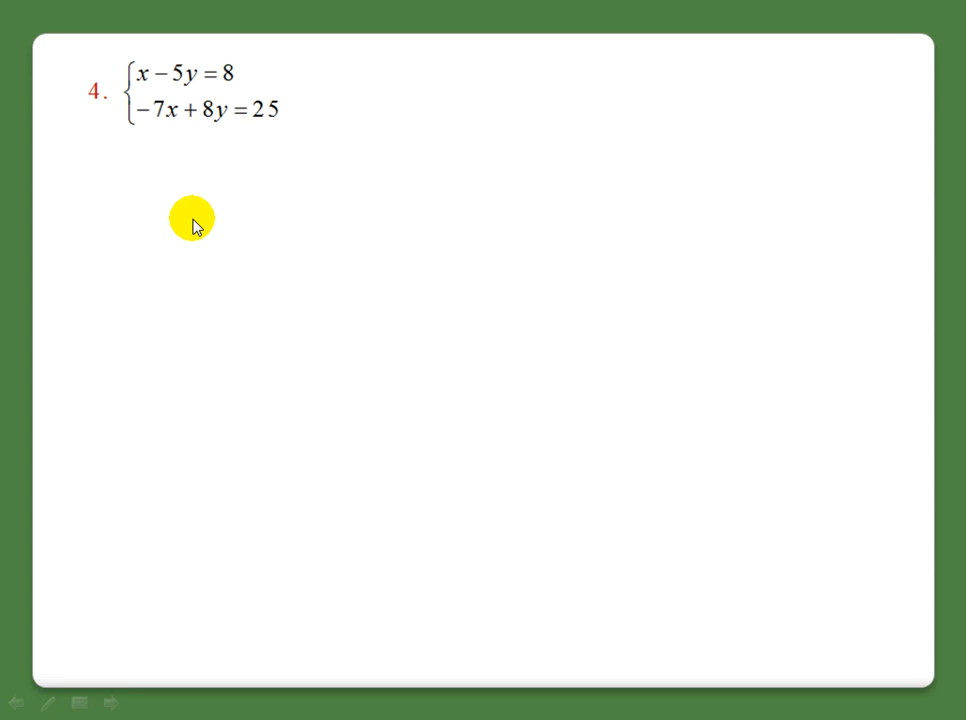 4. { x − 5y = 8
−7x + 8y = 25